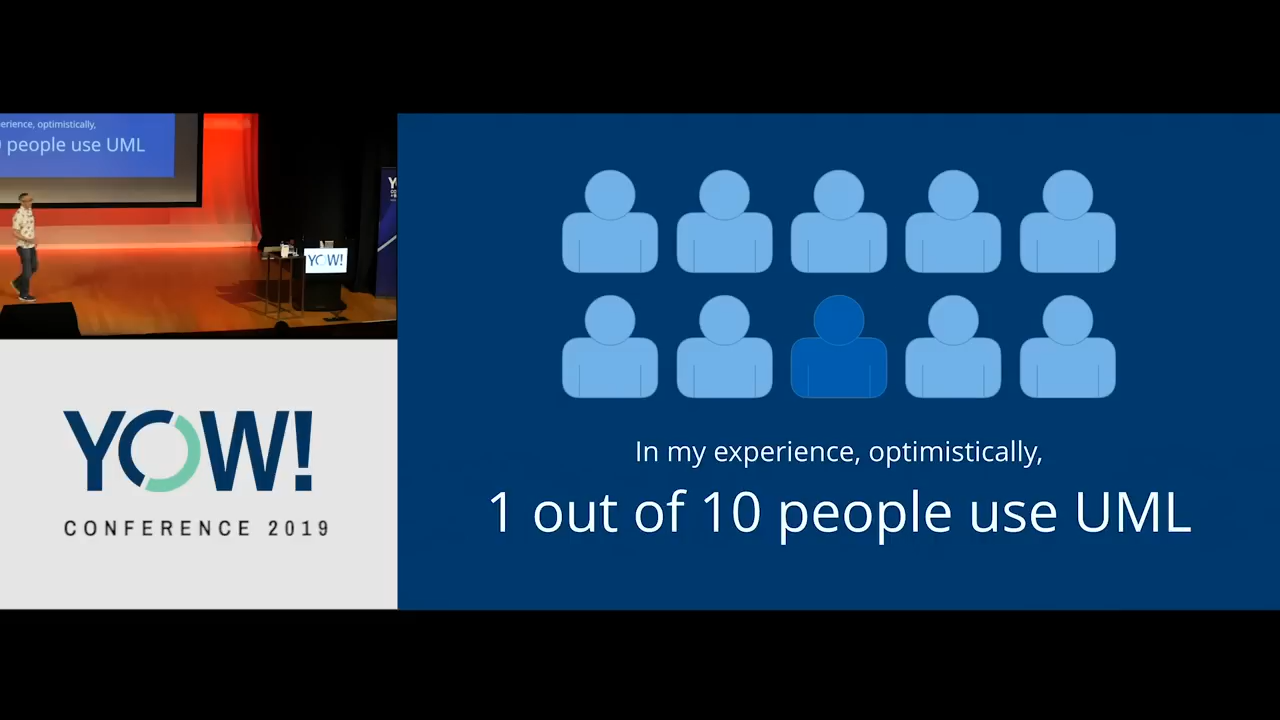 erience, optimistically,
people use UML
YOW!
YOW!
CONFERENCE 2019
In my experience, optimistically,
1 out of 10 people use UML